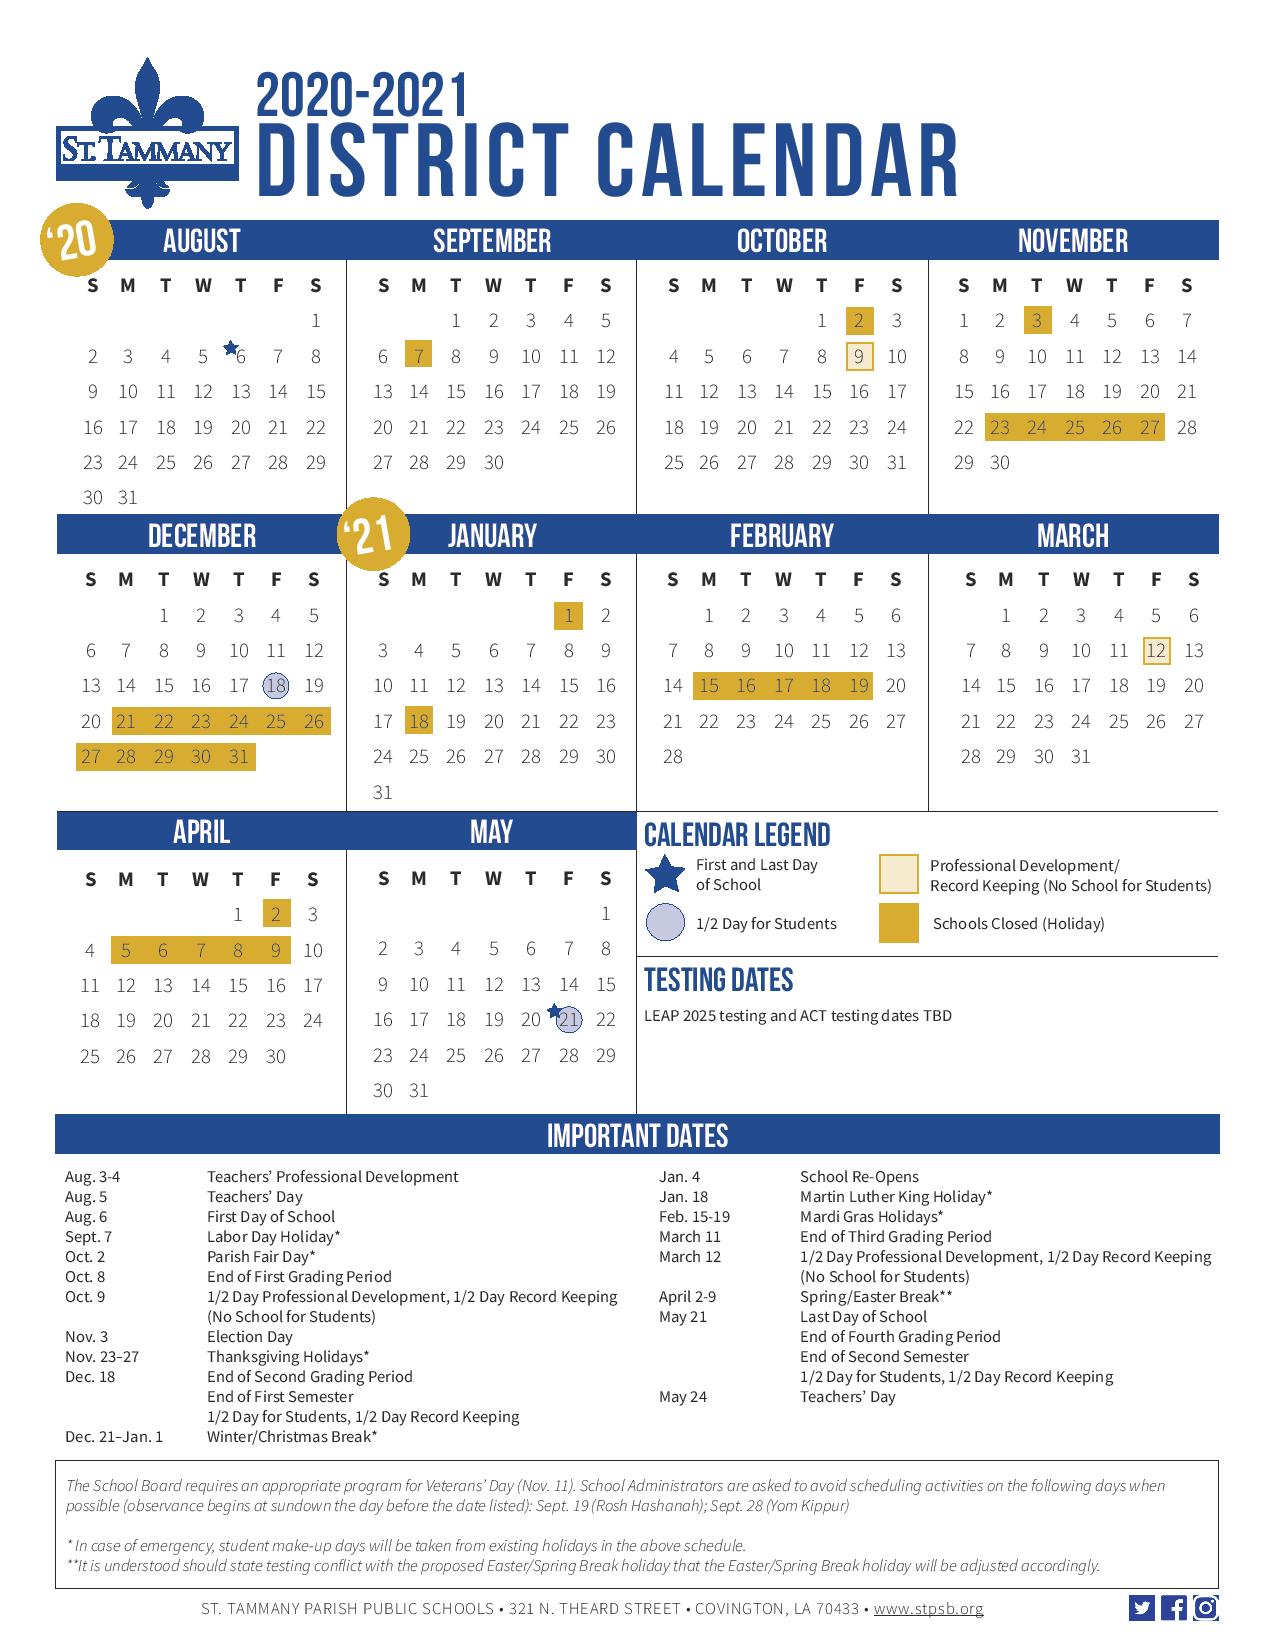 2020-2021
DISTRICT CALENDAR
ST. TAMMANY
'20
AUGUST
S M T W T F S
1
2 3 4 5 6 7 8
9 10 11 12 13 14 15
16 17 18 19 20 21 22
23 24 25 26 27 28 29
30 31
SEPTEMBER
S M T W T F S
1 2 3 4 5
6 7 8 9 10 11 12
13 14 15 16 17 18 19
20 21 22 23 24 25 26
27 28 29 30
OCTOBER
S M T W T F S
1 2 3
4 5 6 7 8 9 10
11 12 13 14 15 16 17
18 19 20 21 22 23 24
25 26 27 28 29 30 31
NOVEMBER
S M T W T F S
1 2 3 4 5 6 7
8 9 10 11 12 13 14
15 16 17 18 19 20 21
22 23 24 25 26 27 28
29 30
DECEMBER
S M T W T F S
1 2 3 4 5
6 7 8 9 10 11 12
13 14 15 16 17 18 19
20 21 22 23 24 25 26
27 28 29 30 31
'21
JANUARY
S M T W T F S
1 2
3 4 5 6 7 8 9
10 11 12 13 14 15 16
17 18 19 20 21 22 23
24 25 26 27 28 29 30
31
FEBRUARY
S M T W T F S
1 2 3 4 5 6
7 8 9 10 11 12 13
14 15 16 17 18 19 20
21 22 23 24 25 26 27
28
MARCH
S M T W T F S
1 2 3 4 5 6
7 8 9 10 11 12 13
14 15 16 17 18 19 20
21 22 23 24 25 26 27
28 29 30 31
APRIL
S M T W T F S
1 2 3
4 5 6 7 8 9 10
11 12 13 14 15 16 17
18 19 20 21 22 23 24
25 26 27 28 29 30
MAY
S M T W T F S
1
2 3 4 5 6 7 8
9 10 11 12 13 14 15
16 17 18 19 20 21 22
23 24 25 26 27 28 29
30 31
CALENDAR LEGEND
First and Last Day
of School
Professional Development/
Record Keeping (No School for Students)
1/2 Day for Students
Schools Closed (Holiday)
TESTING DATES
LEAP 2025 testing and ACT testing dates TBD
IMPORTANT DATES
Aug. 3-4 Teachers' Professional Development
Aug. 5 Teachers' Day
Aug. 6 First Day of School
Sept. 7 Labor Day Holiday*
Oct. 2 Parish Fair Day*
Oct. 8 End of First Grading Period
Oct. 9 1/2 Day Professional Development, 1/2 Day Record Keeping
(No School for Students)
Nov. 3 Election Day
Nov. 23–27 Thanksgiving Holidays*
Dec. 18 End of Second Grading Period
End of First Semester
1/2 Day for Students, 1/2 Day Record Keeping
Dec. 21–Jan. 1 Winter/Christmas Break*
Jan. 4 School Re-Opens
Jan. 18 Martin Luther King Holiday*
Feb. 15-19 Mardi Gras Holidays*
March 11 End of Third Grading Period
March 12 1/2 Day Professional Development, 1/2 Day Record Keeping
(No School for Students)
April 2-9 Spring/Easter Break**
May 21 Last Day of School
End of Fourth Grading Period
End of Second Semester
1/2 Day for Students, 1/2 Day Record Keeping
May 24 Teachers' Day
The School Board requires an appropriate program for Veterans' Day (Nov. 11). School Administrators are asked to avoid scheduling activities on the following days when
possible (observance begins at sundown the day before the date listed): Sept. 19 (Rosh Hashanah); Sept. 28 (Yom Kippur)
* In case of emergency, student make-up days will be taken from existing holidays in the above schedule.
**It is understood should state testing conflict with the proposed Easter/Spring Break holiday that the Easter/Spring Break holiday will be adjusted accordingly.
ST. TAMMANY PARISH PUBLIC SCHOOLS • 321 N. THEARD STREET • COVINGTON, LA 70433 • www.stpsb.org